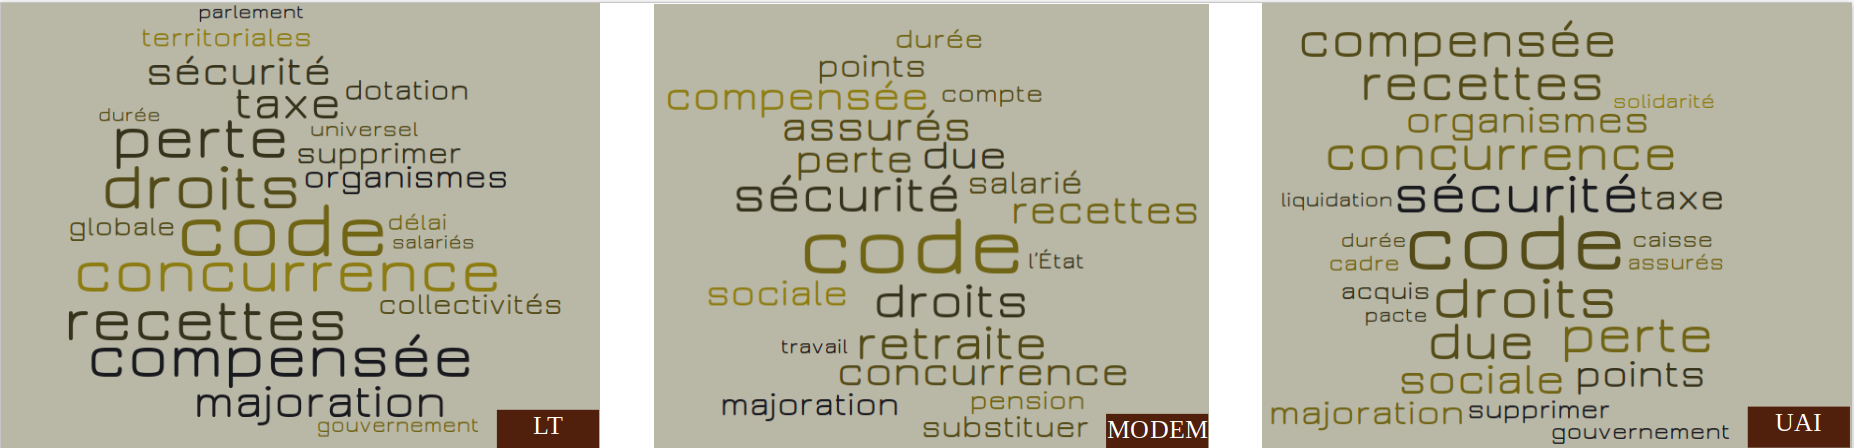 parlement
territoriales
sécurité
dotation
taxe
durée
universel
perte
supprimer
organismes
droits
globale
code
délai
salariés
concurrence
collectivités
recettes
compensée
majoration
gouvernement
LT
durée
points
compensée
compte
assurés
perte
due
sécurité
salarié
recettes
code
l'État
sociale
droits
travail
retraite
concurrence
majoration
pension
substituer
MODEM
compensée
recettes
solidarité
organismes
concurrence
liquidation
sécurité
taxe
durée
code
caisse
cadre
assurés
acquis
droits
pacte
due
perte
sociale
points
majoration
supprimer
gouvernement
UAI